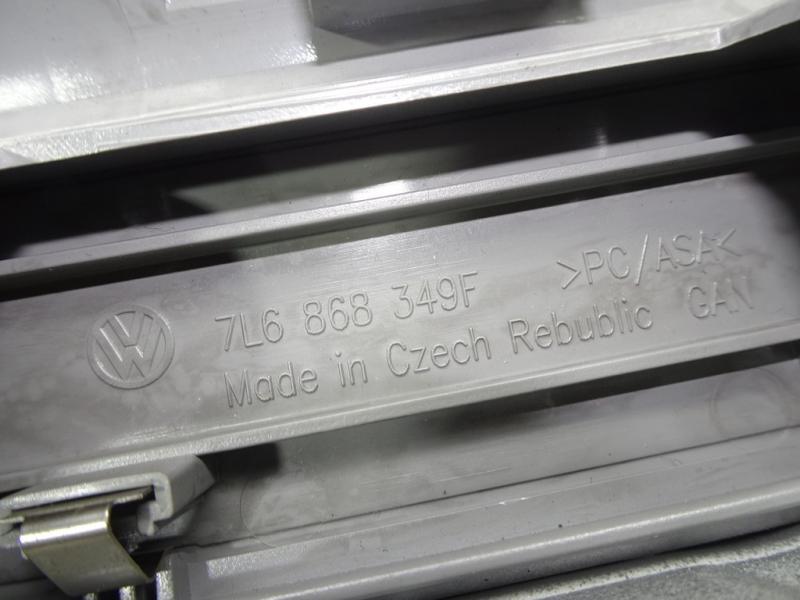 7L6 868 349F >PC/ASA<
Made in Czech Rebublic GAN